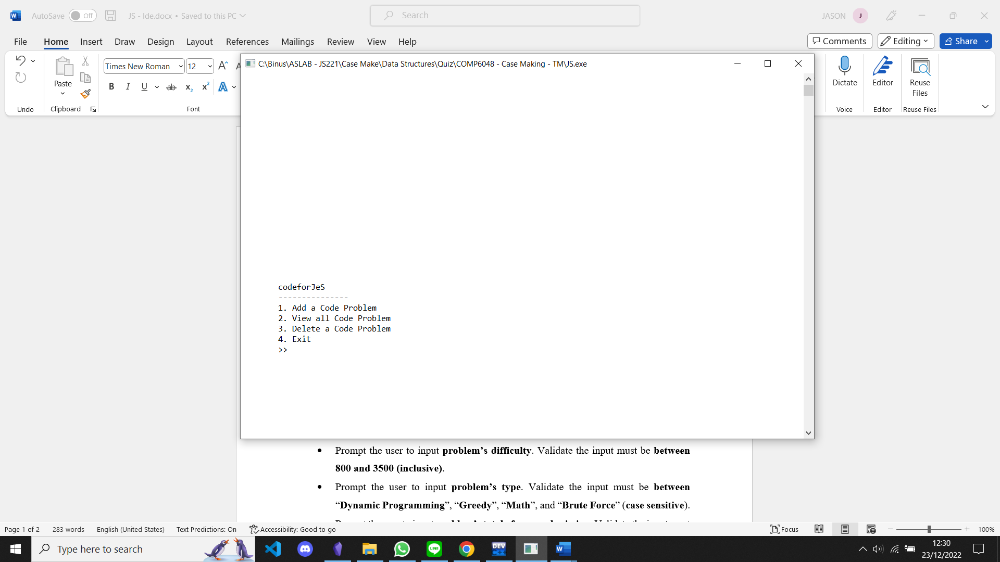 AutoSave Off JS - Ide.docx • Saved to this PC Search JASON J
File Home Insert Draw Design Layout References Mailings Review View Help Comments Editing Share
C:\Binus\ASLAB - JS221\Case Make\Data Structures\Quiz\COMP6048 - Case Making - TM\JS.exe
Times New Roman 12
Paste
B I U ab x2 x2 A
Dictate Editor Reuse Files
Undo Clipboard Font Voice Editor Reuse Files
codeforJeS
---------------
1. Add a Code Problem
2. View all Code Problem
3. Delete a Code Problem
4. Exit
>>
• Prompt the user to input problem’s difficulty. Validate the input must be between
800 and 3500 (inclusive).
• Prompt the user to input problem’s type. Validate the input must be between
“Dynamic Programming”, “Greedy”, “Math”, and “Brute Force” (case sensitive).
Page 1 of 2 283 words English (United States) Text Predictions: On Accessibility: Good to go Focus 100%
Type here to search
12:30
23/12/2022